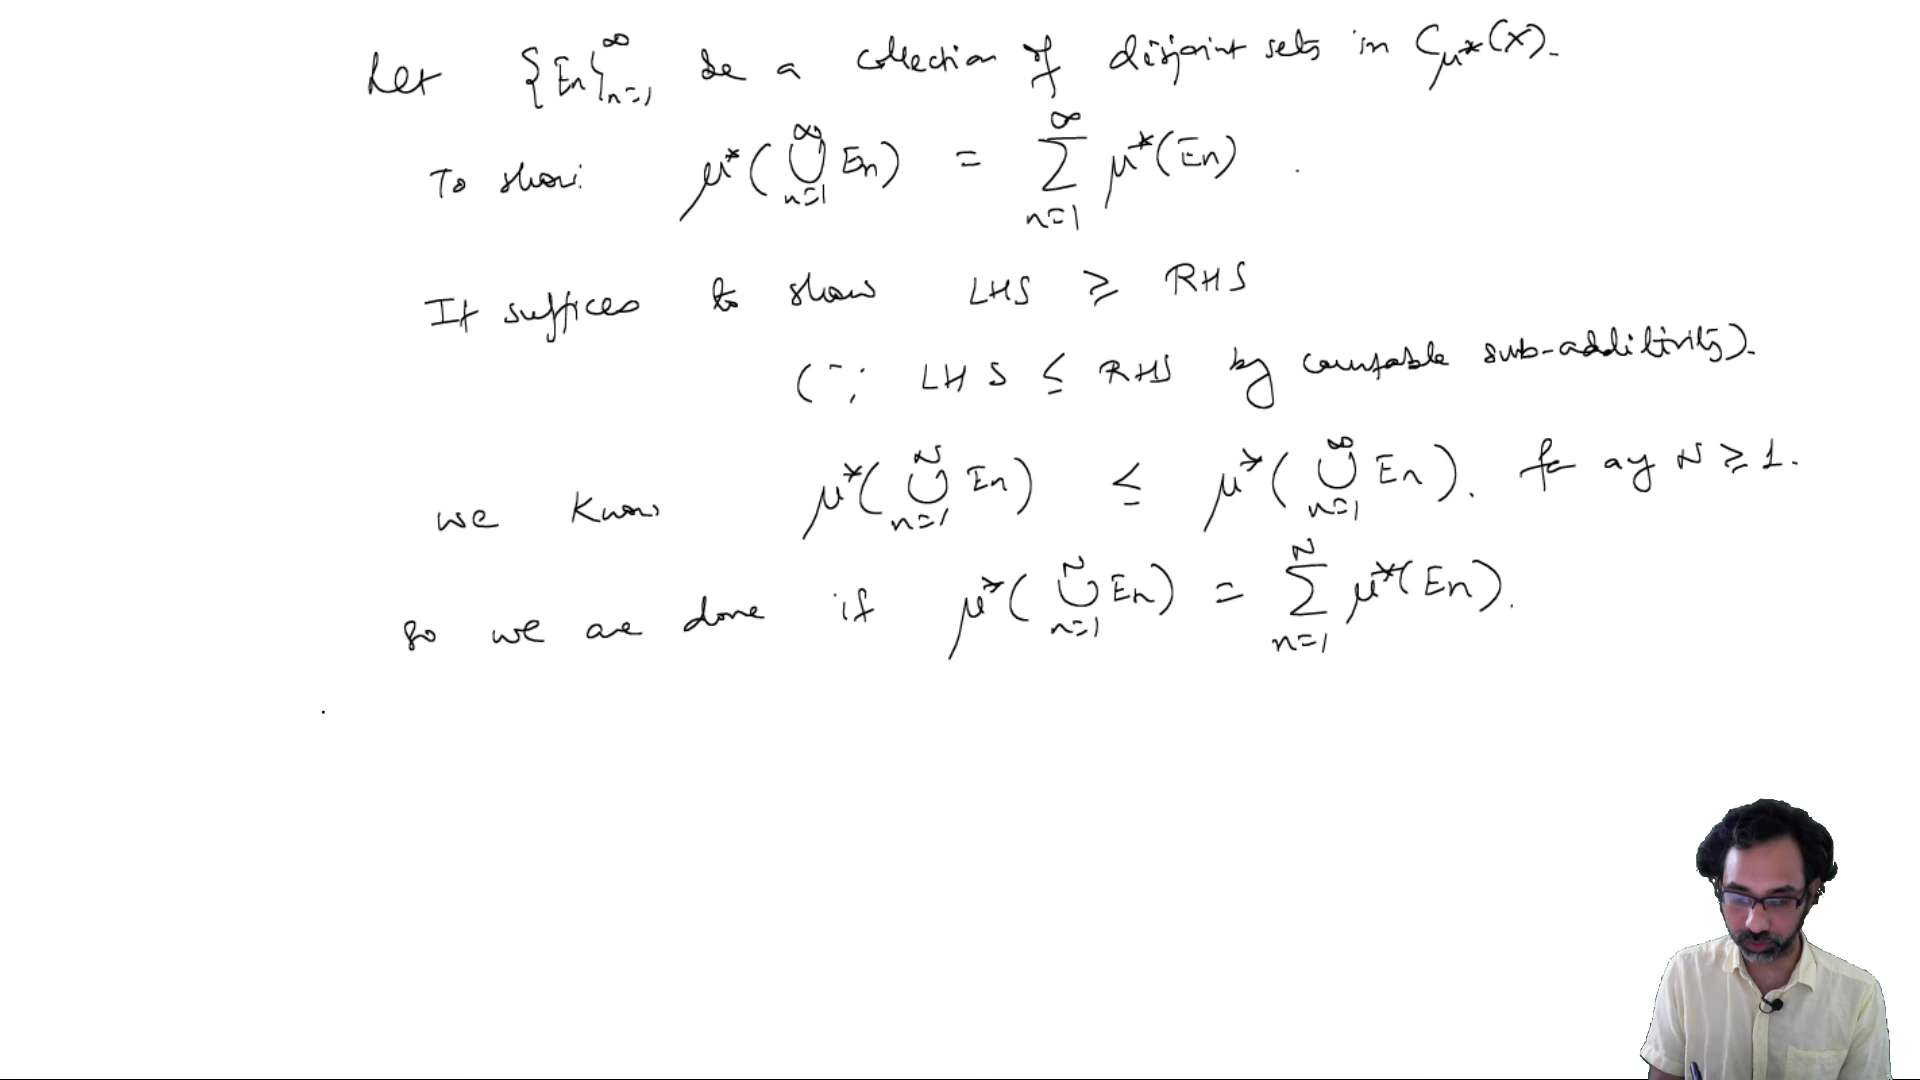 Let {En}_{n=1}^∞ be a collection of disjoint sets in C_{μ*}(X).
To show: μ*( ⋃_{n=1}^∞ En ) = ∑_{n=1}^∞ μ*(En).
It suffices to show LHS ≥ RHS
(∵ LHS ≤ RHS by countable sub-additivity).
we know μ*( ⋃_{n=1}^N En ) ≤ μ*( ⋃_{n=1}^∞ En ). for any N ≥ 1.
so we are done if μ*( ⋃_{n=1}^N En ) = ∑_{n=1}^N μ*(En).